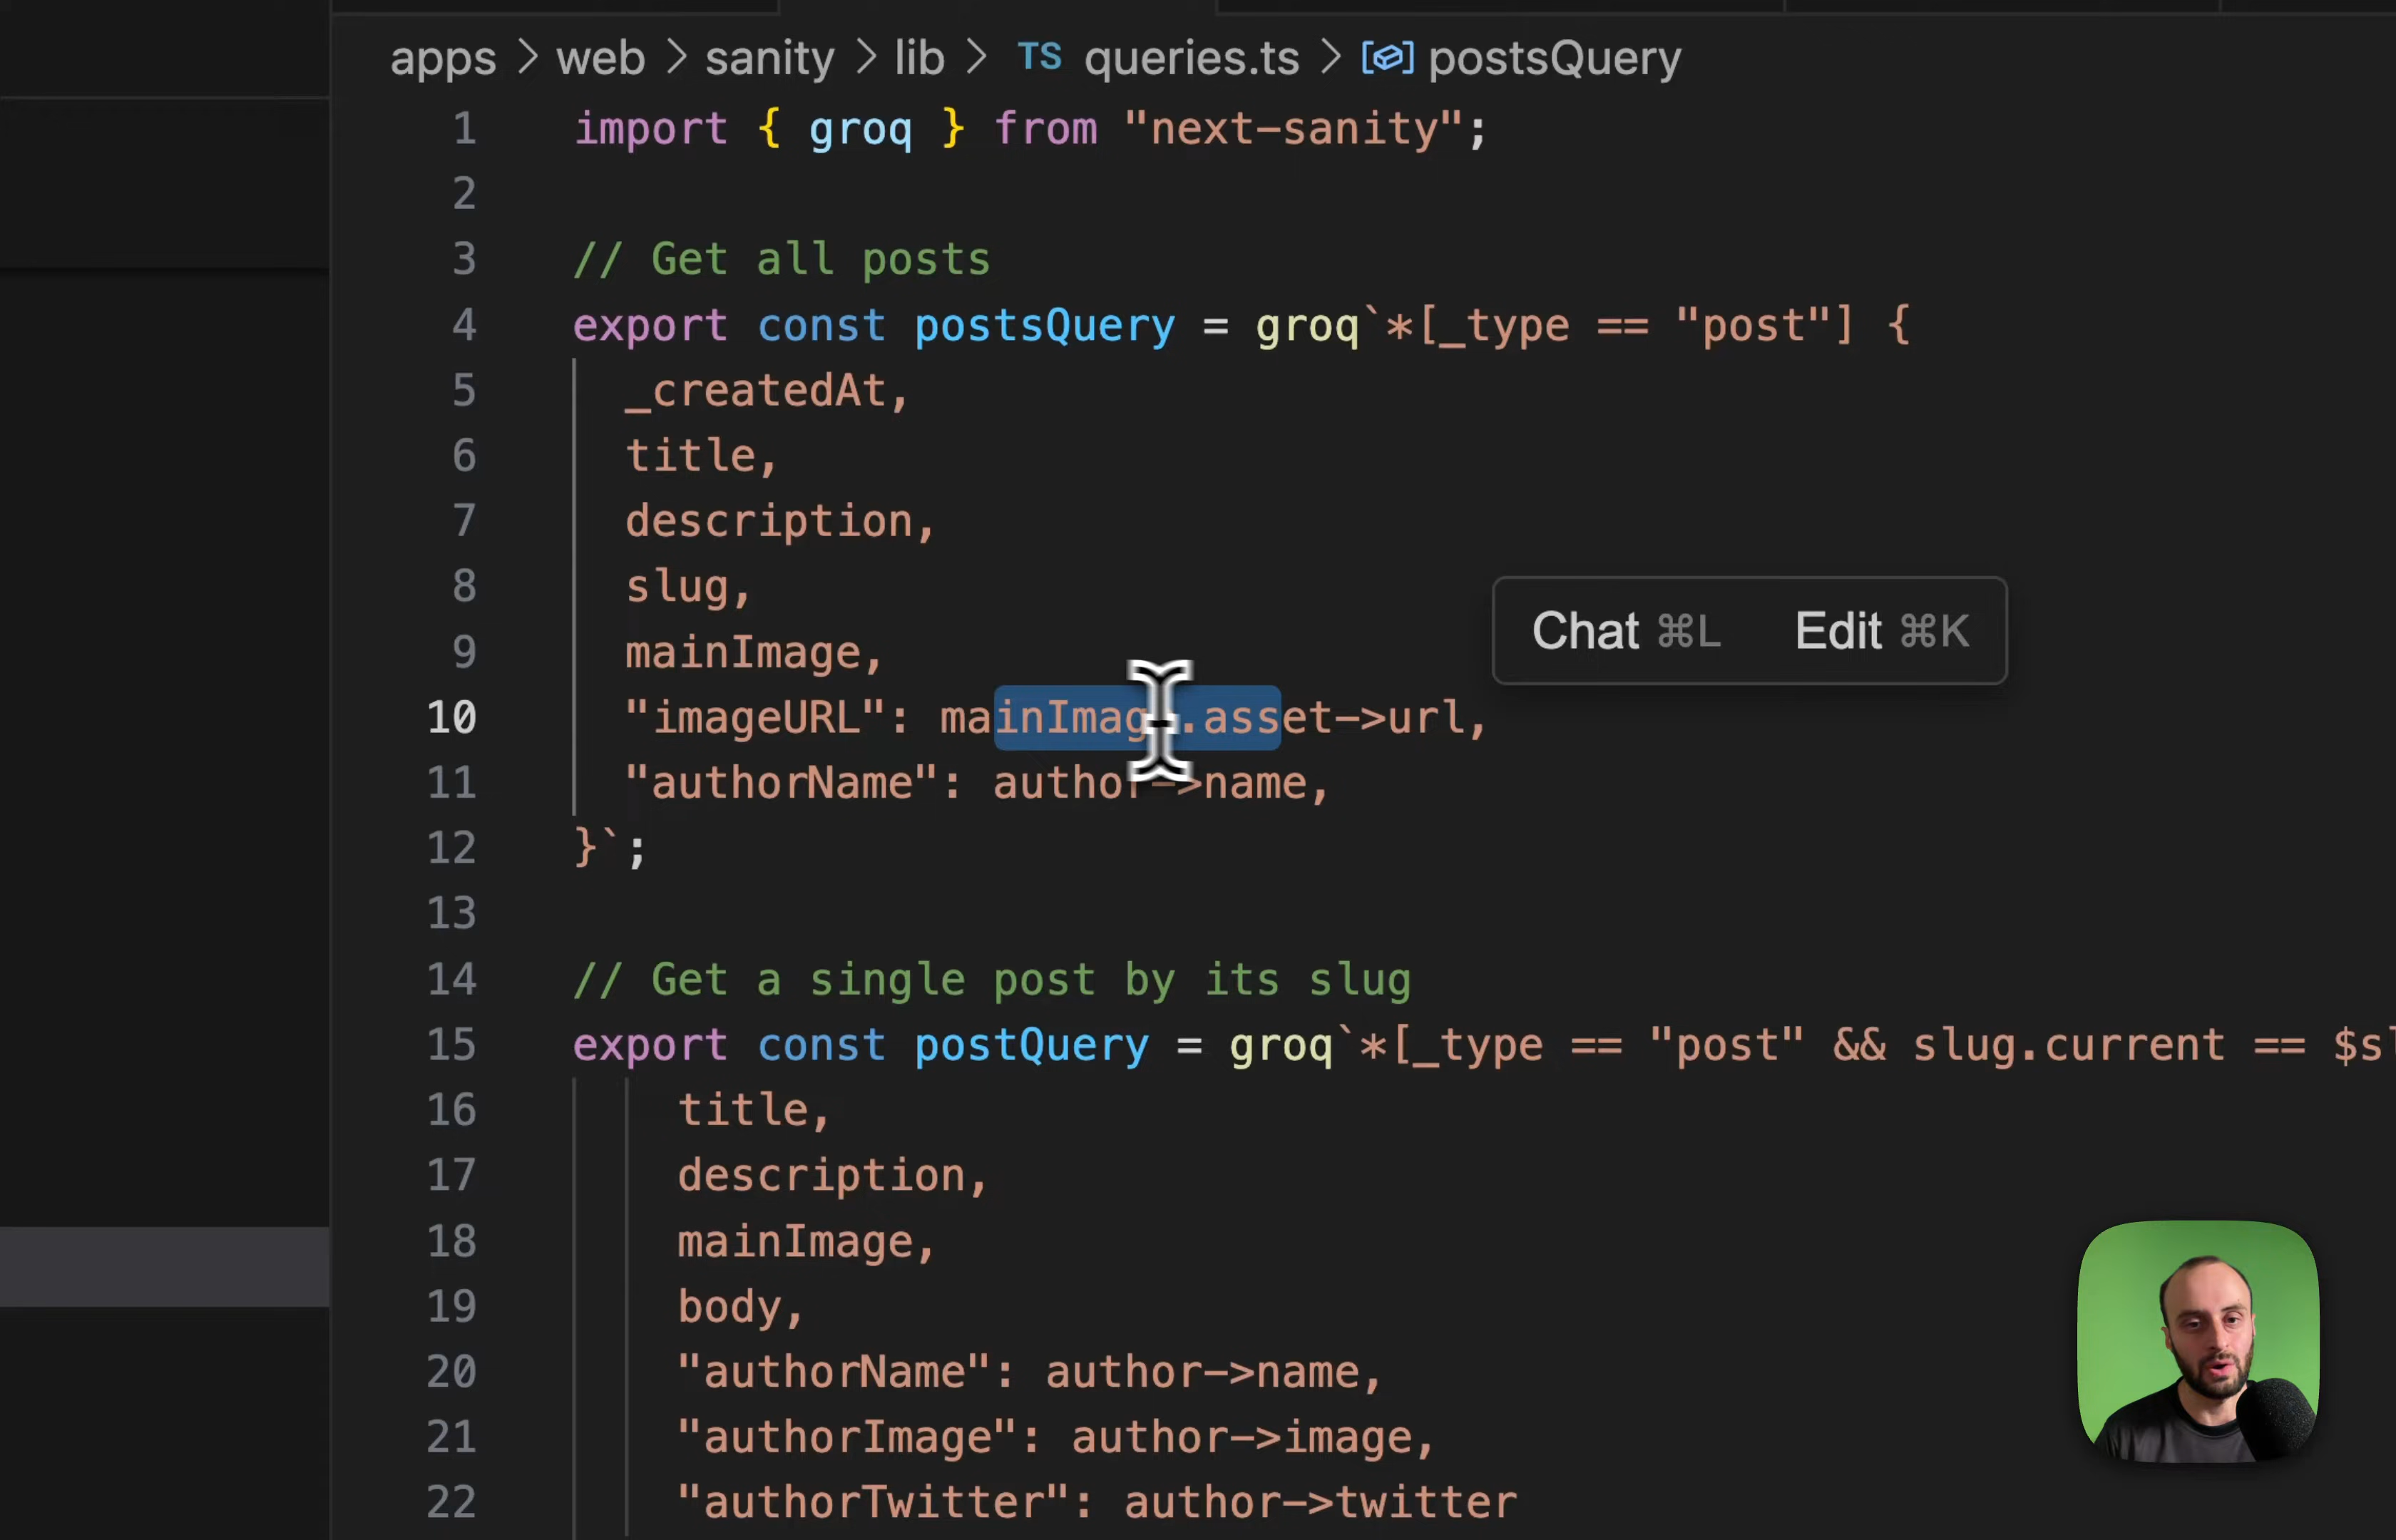 apps > web > sanity > lib > TS queries.ts > postsQuery
1 import { groq } from "next-sanity";
2
3 // Get all posts
4 export const postsQuery = groq`*[_type == "post"] {
5 _createdAt,
6 title,
7 description,
8 slug,
9 mainImage,
Chat ⌘L Edit ⌘K
10 "imageURL": mainImage.asset->url,
11 "authorName": author->name,
12 }`;
13
14 // Get a single post by its slug
15 export const postQuery = groq`*[_type == "post" && slug.current == $sl
16 title,
17 description,
18 mainImage,
19 body,
20 "authorName": author->name,
21 "authorImage": author->image,
22 "authorTwitter": author->twitter